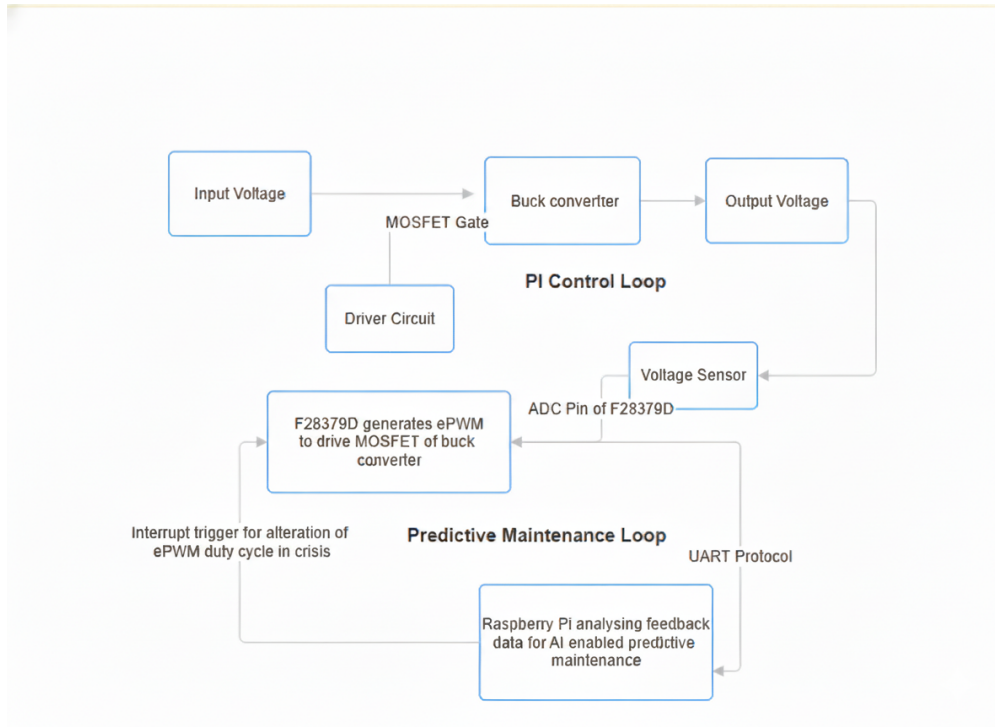 Input Voltage
Buck converter
Output Voltage
MOSFET Gate
PI Control Loop
Driver Circuit
Voltage Sensor
ADC Pin of F28379D
F28379D generates ePWM
to drive MOSFET of buck
converter
Interrupt trigger for alteration of
ePWM duty cycle in crisis
Predictive Maintenance Loop
UART Protocol
Raspberry Pi analysing feedback
data for AI enabled predictive
maintenance